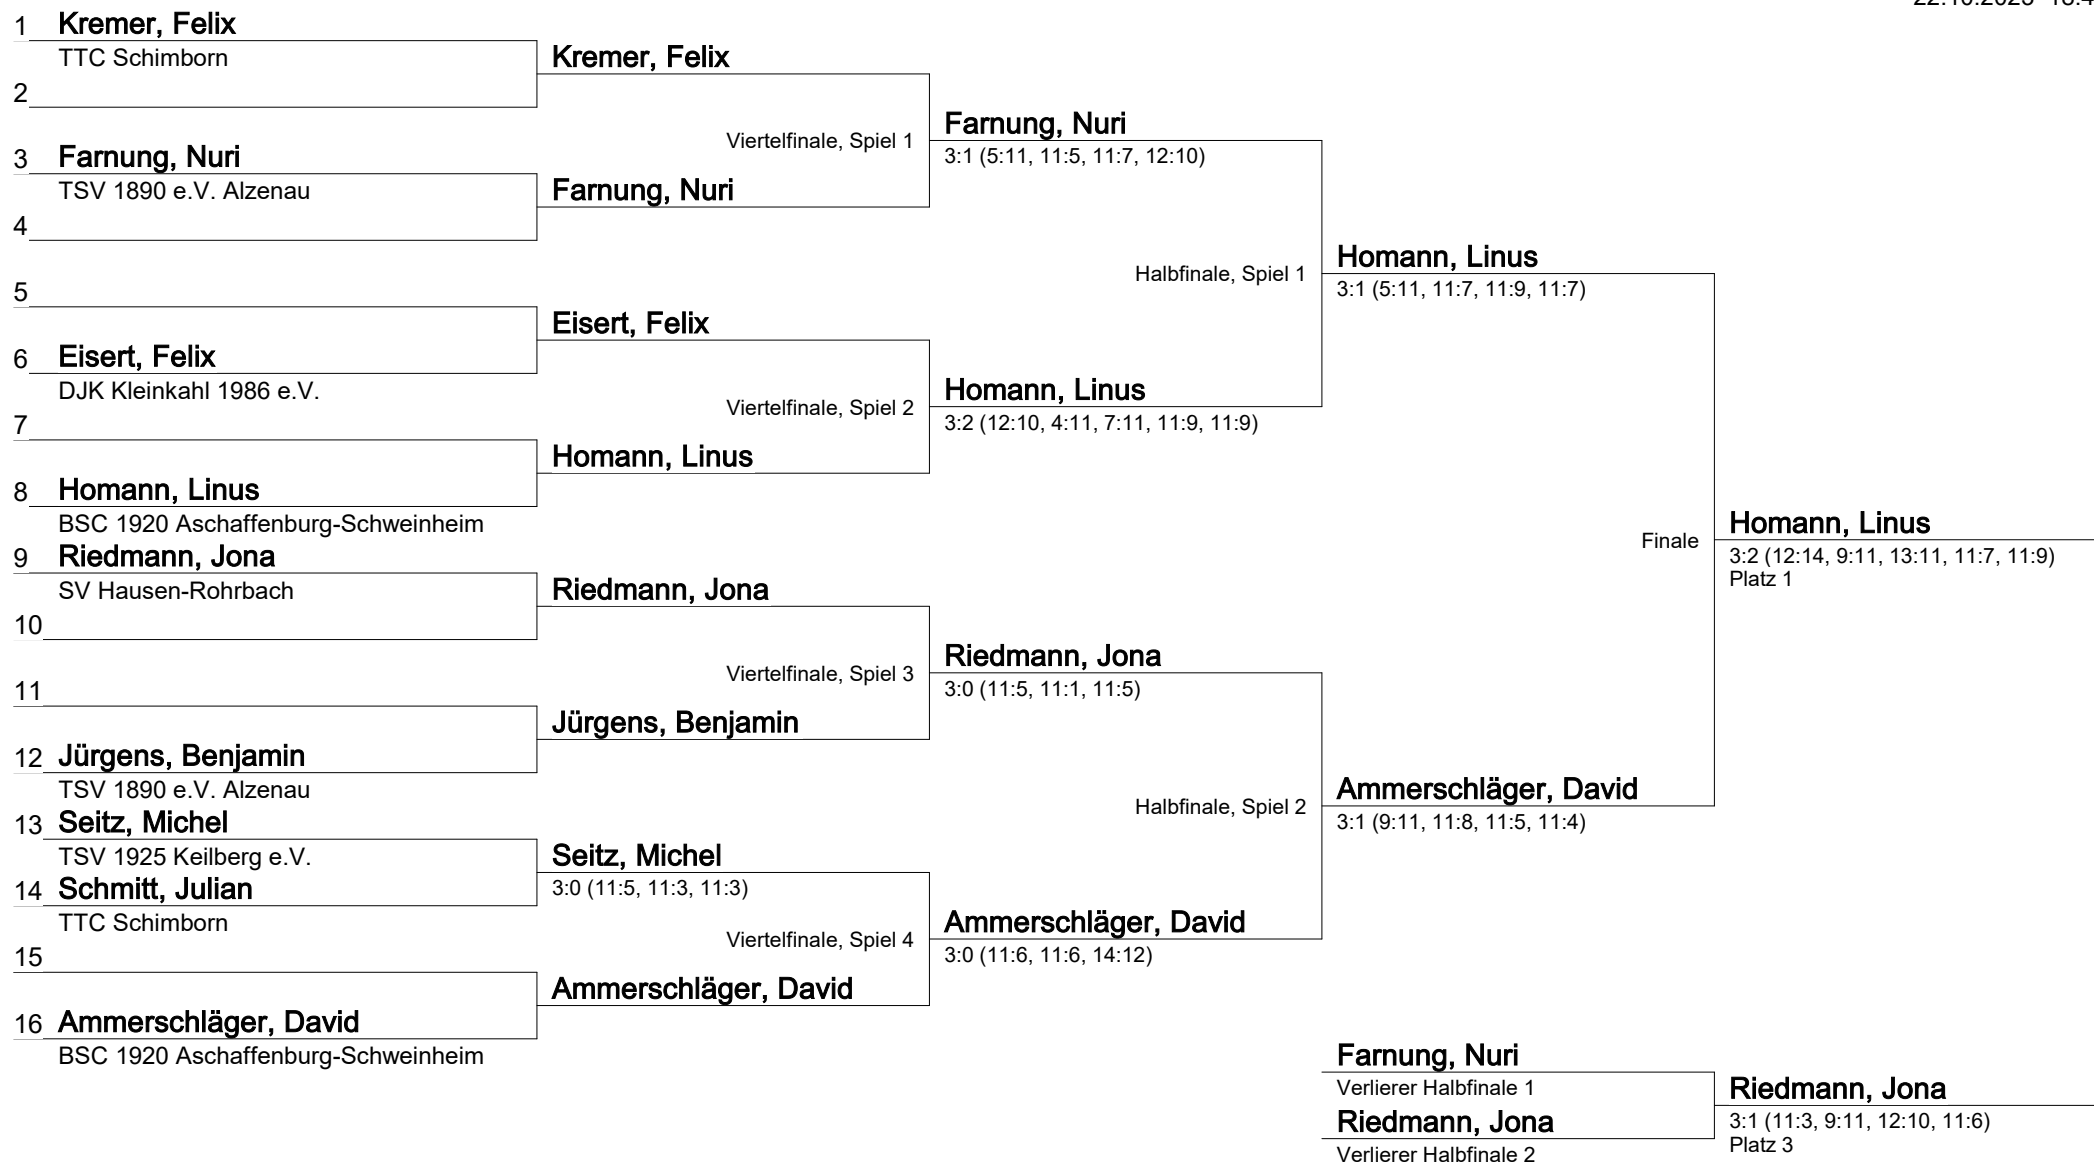 1 Kremer, Felix
TTC Schimborn
2
3 Farnung, Nuri
TSV 1890 e.V. Alzenau
4
5
6 Eisert, Felix
DJK Kleinkahl 1986 e.V.
7
8 Homann, Linus
BSC 1920 Aschaffenburg-Schweinheim
9 Riedmann, Jona
SV Hausen-Rohrbach
10
11
12 Jürgens, Benjamin
TSV 1890 e.V. Alzenau
13 Seitz, Michel
TSV 1925 Keilberg e.V.
14 Schmitt, Julian
TTC Schimborn
15
16 Ammerschläger, David
BSC 1920 Aschaffenburg-Schweinheim
Kremer, Felix
Viertelfinale, Spiel 1
Farnung, Nuri
Eisert, Felix
Viertelfinale, Spiel 2
Homann, Linus
Riedmann, Jona
Viertelfinale, Spiel 3
Jürgens, Benjamin
Seitz, Michel
3:0 (11:5, 11:3, 11:3)
Viertelfinale, Spiel 4
Ammerschläger, David
Farnung, Nuri
3:1 (5:11, 11:5, 11:7, 12:10)
Halbfinale, Spiel 1
Homann, Linus
3:2 (12:10, 4:11, 7:11, 11:9, 11:9)
Riedmann, Jona
3:0 (11:5, 11:1, 11:5)
Halbfinale, Spiel 2
Ammerschläger, David
3:0 (11:6, 11:6, 14:12)
Homann, Linus
3:1 (5:11, 11:7, 11:9, 11:7)
Finale
Ammerschläger, David
3:1 (9:11, 11:8, 11:5, 11:4)
Homann, Linus
3:2 (12:14, 9:11, 13:11, 11:7, 11:9)
Platz 1
Farnung, Nuri
Verlierer Halbfinale 1
Riedmann, Jona
Verlierer Halbfinale 2
Riedmann, Jona
3:1 (11:3, 9:11, 12:10, 11:6)
Platz 3